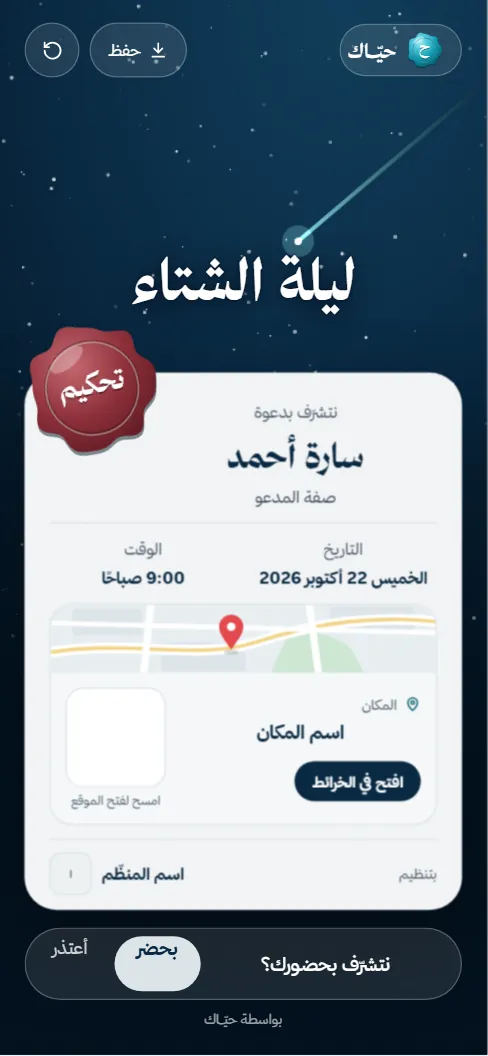 حيّاك
ح
حفظ
ليلة الشتاء
تحكيم
نتشرّف بدعوة
سارة أحمد
صفة المدعو
التاريخ
الوقت
الخميس 22 أكتوبر 2026
9:00 صباحًا
المكان
اسم المكان
افتح في الخرائط
امسح لفتح الموقع
بتنظيم
اسم المنظّم
ا
نتشرّف بحضورك؟
بحضر
أعتذر
بواسطة حيّاك